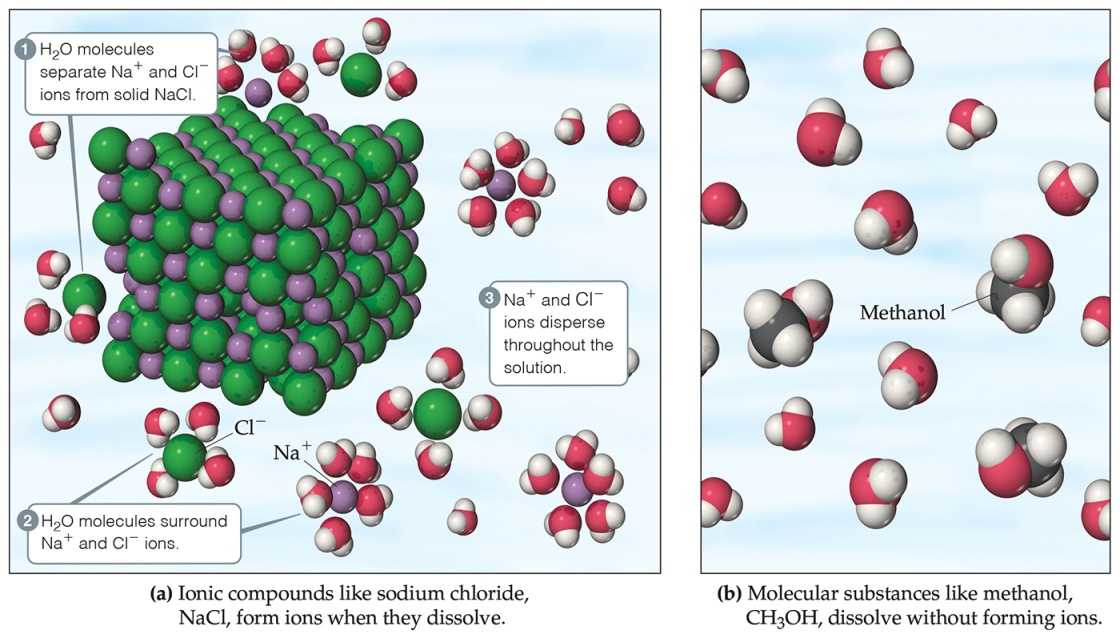 1 H₂O molecules
separate Na⁺ and Cl⁻
ions from solid NaCl.
3 Na⁺ and Cl⁻
ions disperse
throughout the
solution.
Cl⁻
Na⁺
2 H₂O molecules surround
Na⁺ and Cl⁻ ions.
Methanol
(a) Ionic compounds like sodium chloride,
NaCl, form ions when they dissolve.
(b) Molecular substances like methanol,
CH₃OH, dissolve without forming ions.